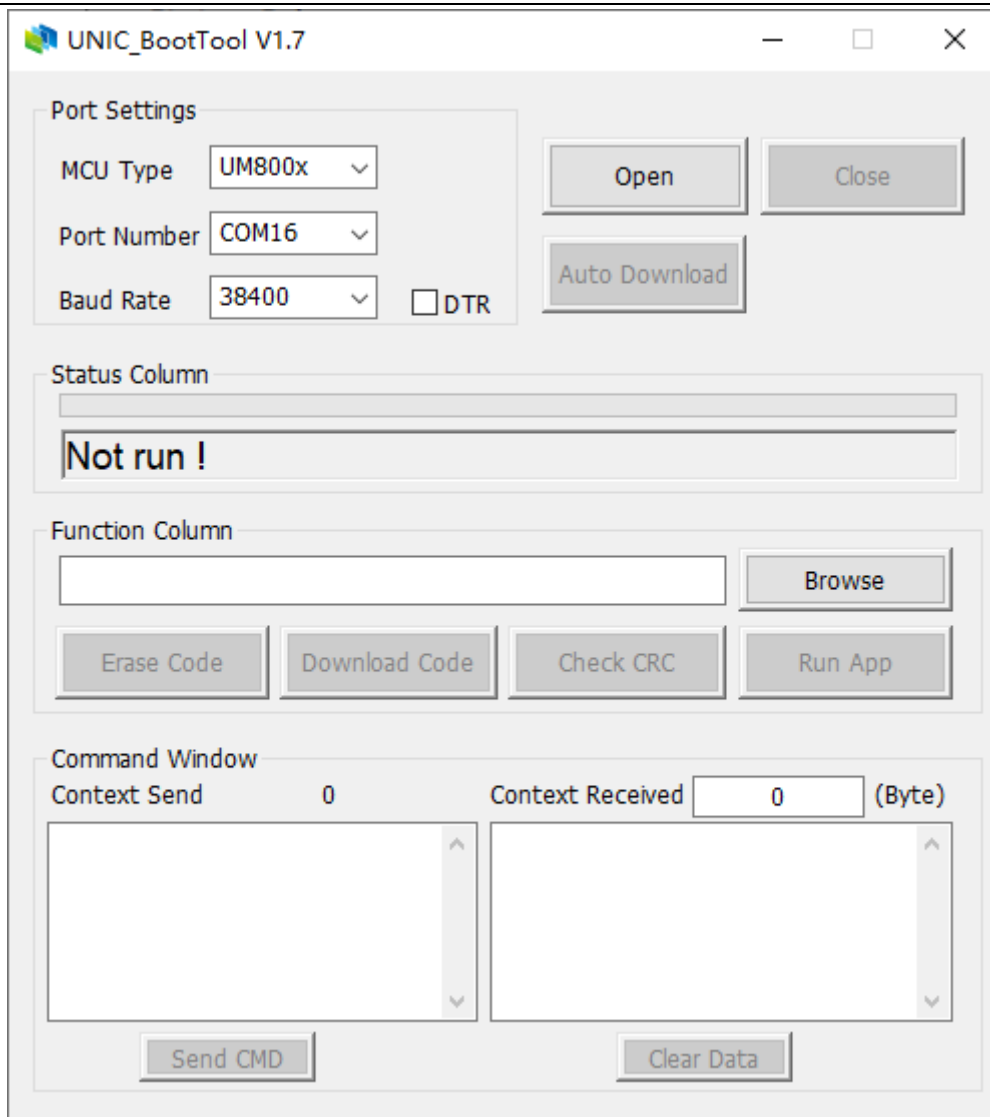 UNIC_BootTool V1.7
Port Settings
MCU Type UM800x
Open Close
Port Number COM16
Auto Download
Baud Rate 38400 DTR
Status Column
Not run !
Function Column
Browse
Erase Code Download Code Check CRC Run App
Command Window
Context Send 0 Context Received 0 (Byte)
Send CMD Clear Data